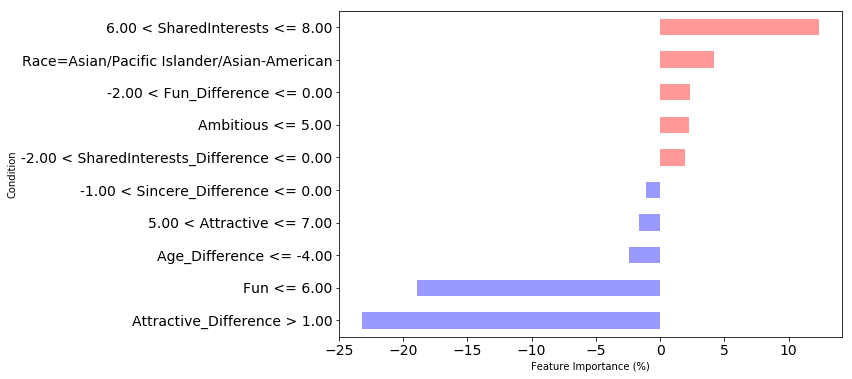 6.00 < SharedInterests <= 8.00
Race=Asian/Pacific Islander/Asian-American
-2.00 < Fun_Difference <= 0.00
Ambitious <= 5.00
-2.00 < SharedInterests_Difference <= 0.00
-1.00 < Sincere_Difference <= 0.00
5.00 < Attractive <= 7.00
Age_Difference <= -4.00
Fun <= 6.00
Attractive_Difference > 1.00
Condition
−25 −20 −15 −10 −5 0 5 10
Feature Importance (%)